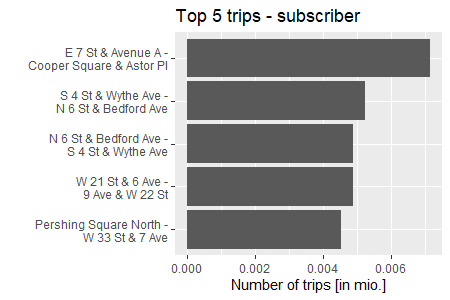 Top 5 trips - subscriber
E 7 St & Avenue A -
Cooper Square & Astor Pl
S 4 St & Wythe Ave -
N 6 St & Bedford Ave
N 6 St & Bedford Ave -
S 4 St & Wythe Ave
W 21 St & 6 Ave -
9 Ave & W 22 St
Pershing Square North -
W 33 St & 7 Ave
0.000 0.002 0.004 0.006
Number of trips [in mio.]